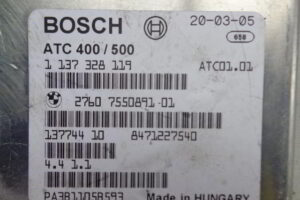 BOSCH 20-03-05
ATC 400 / 500 658
1 137 328 119 ATC01.01
2760 7550891-01
137744 10 8471227540
4.4 1.1
PA3B1105B593 Made in HUNGARY